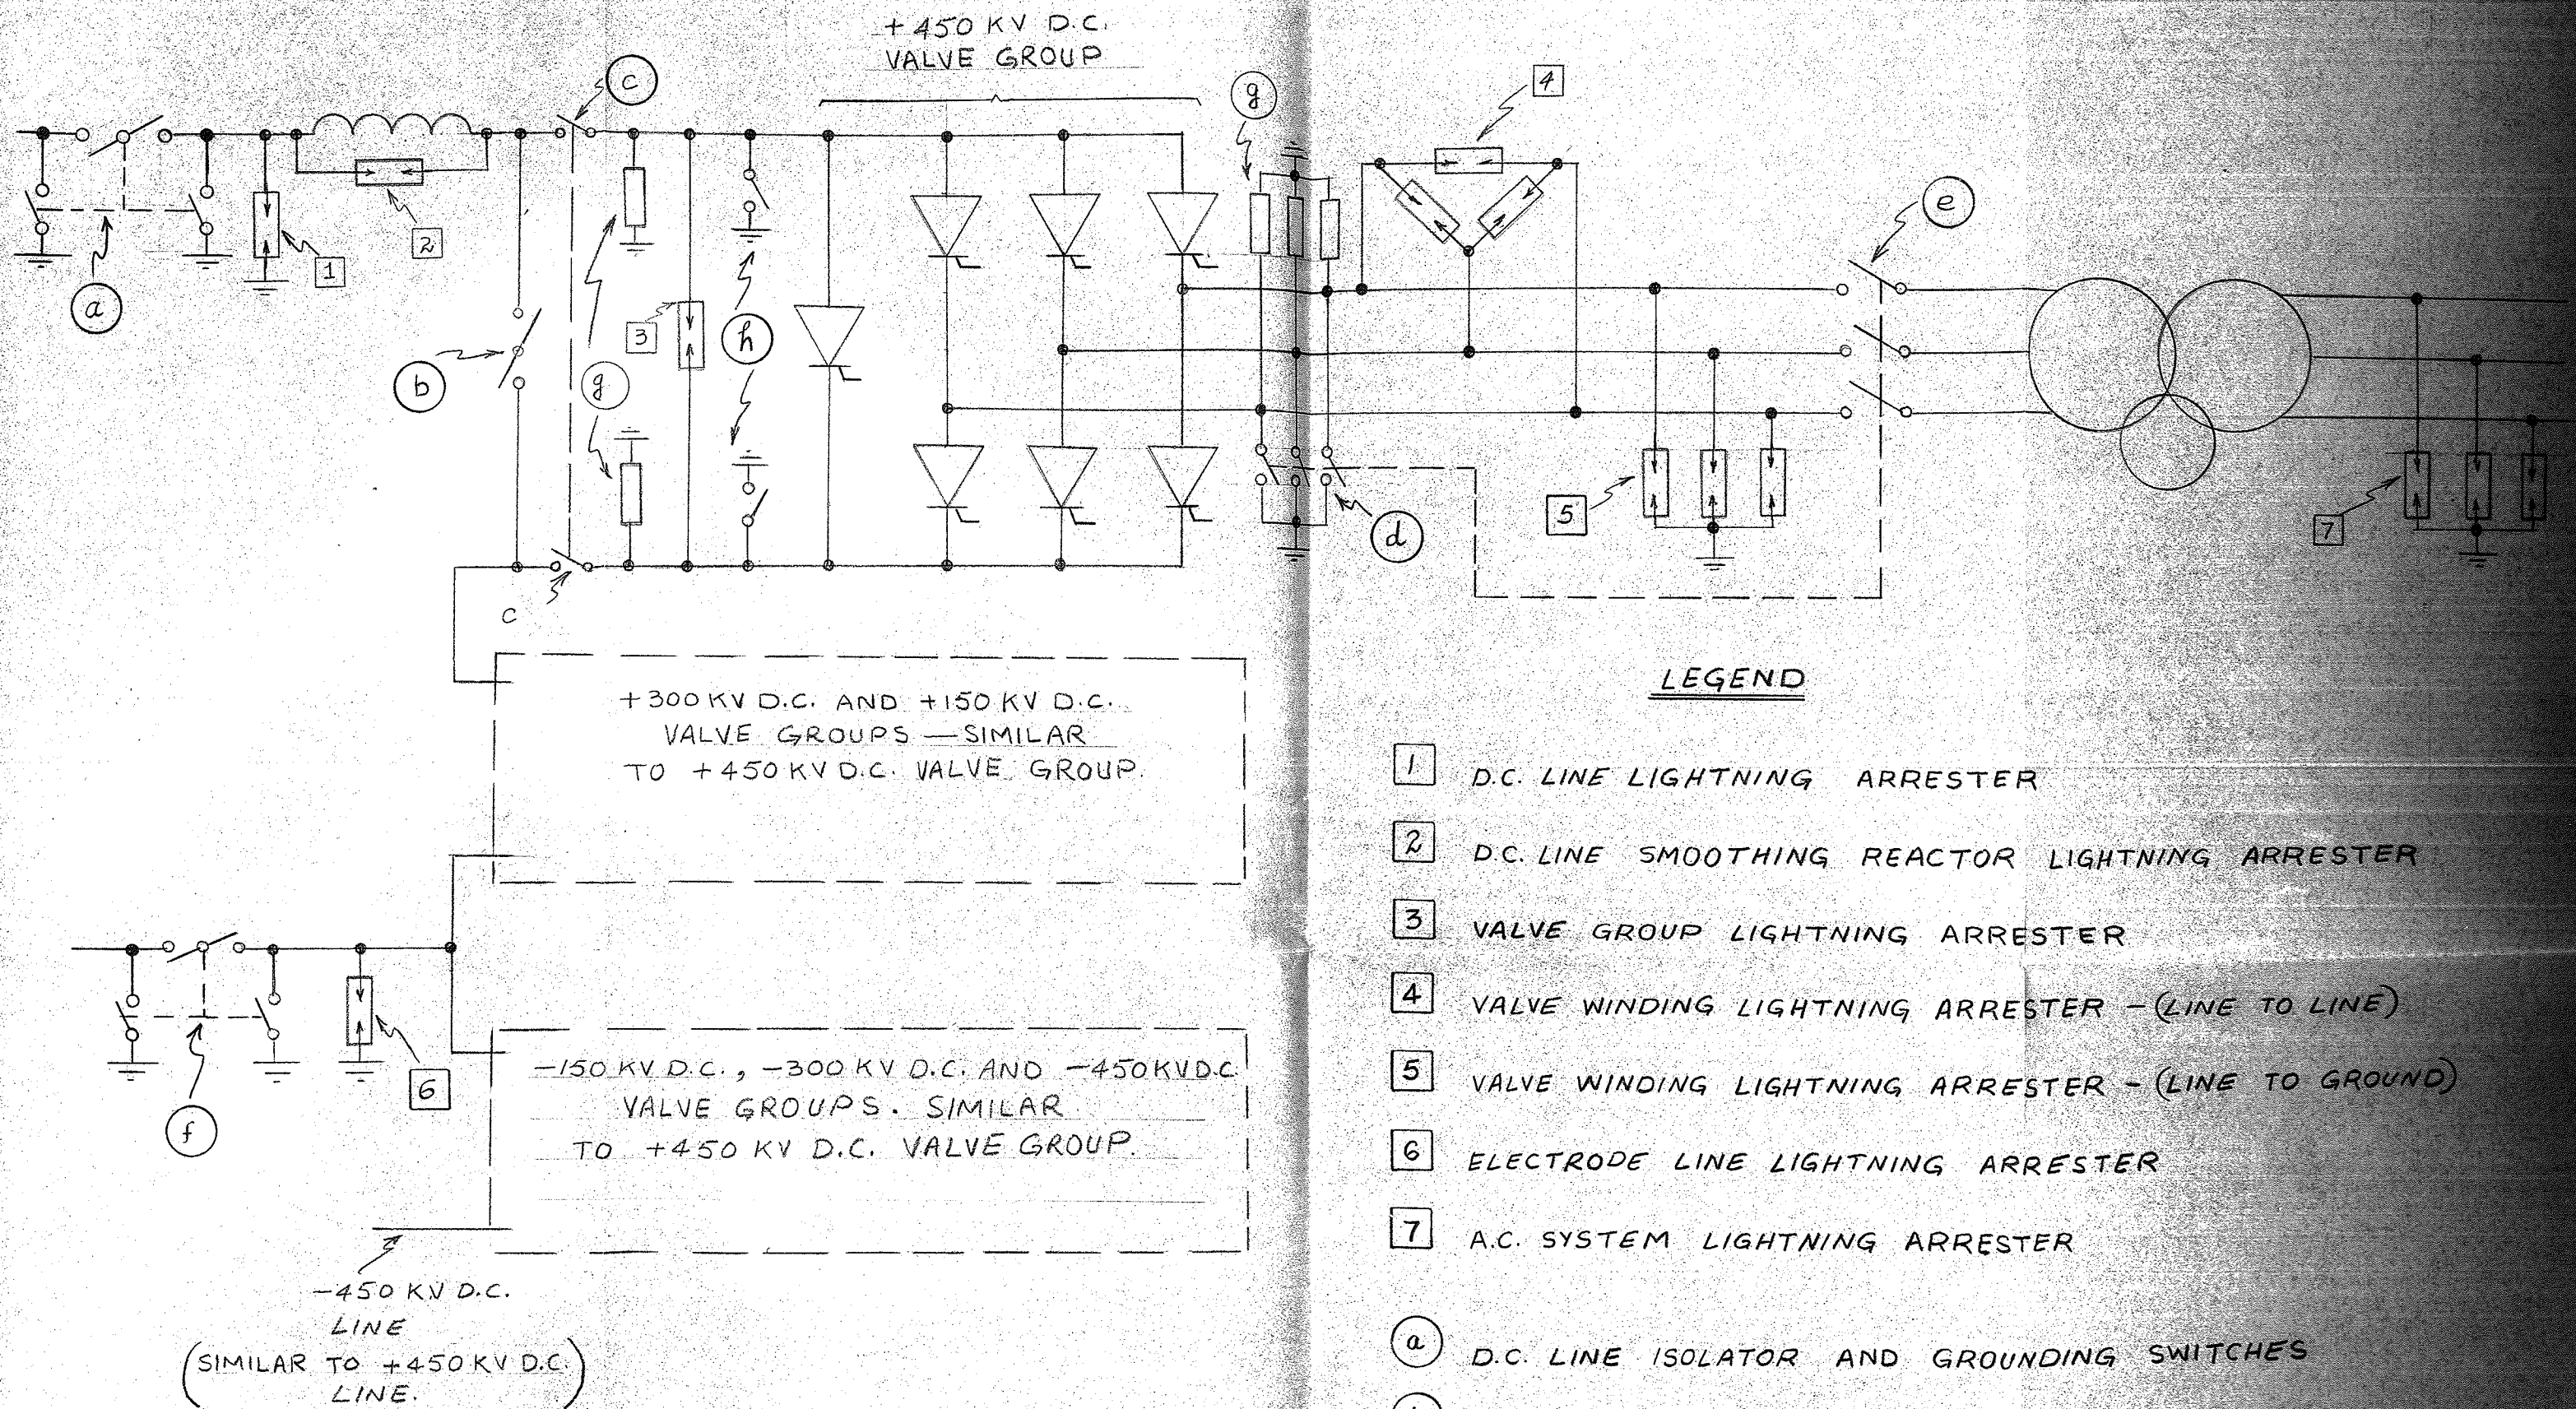 +450 KV D.C.
VALVE GROUP
c
g
4
a
1
2
b
g
3
h
e
d
5
7
c
+300 KV D.C. AND +150 KV D.C.
VALVE GROUPS — SIMILAR
TO +450 KV D.C. VALVE GROUP.
6
f
-150 KV D.C., -300 KV D.C. AND -450 KV D.C.
VALVE GROUPS. SIMILAR
TO +450 KV D.C. VALVE GROUP.
-450 KV D.C.
LINE
(SIMILAR TO +450 KV D.C.
LINE.)
LEGEND
1 D.C. LINE LIGHTNING ARRESTER
2 D.C. LINE SMOOTHING REACTOR LIGHTNING ARRESTER
3 VALVE GROUP LIGHTNING ARRESTER
4 VALVE WINDING LIGHTNING ARRESTER - (LINE TO LINE)
5 VALVE WINDING LIGHTNING ARRESTER - (LINE TO GROUND)
6 ELECTRODE LINE LIGHTNING ARRESTER
7 A.C. SYSTEM LIGHTNING ARRESTER
a D.C. LINE ISOLATOR AND GROUNDING SWITCHES